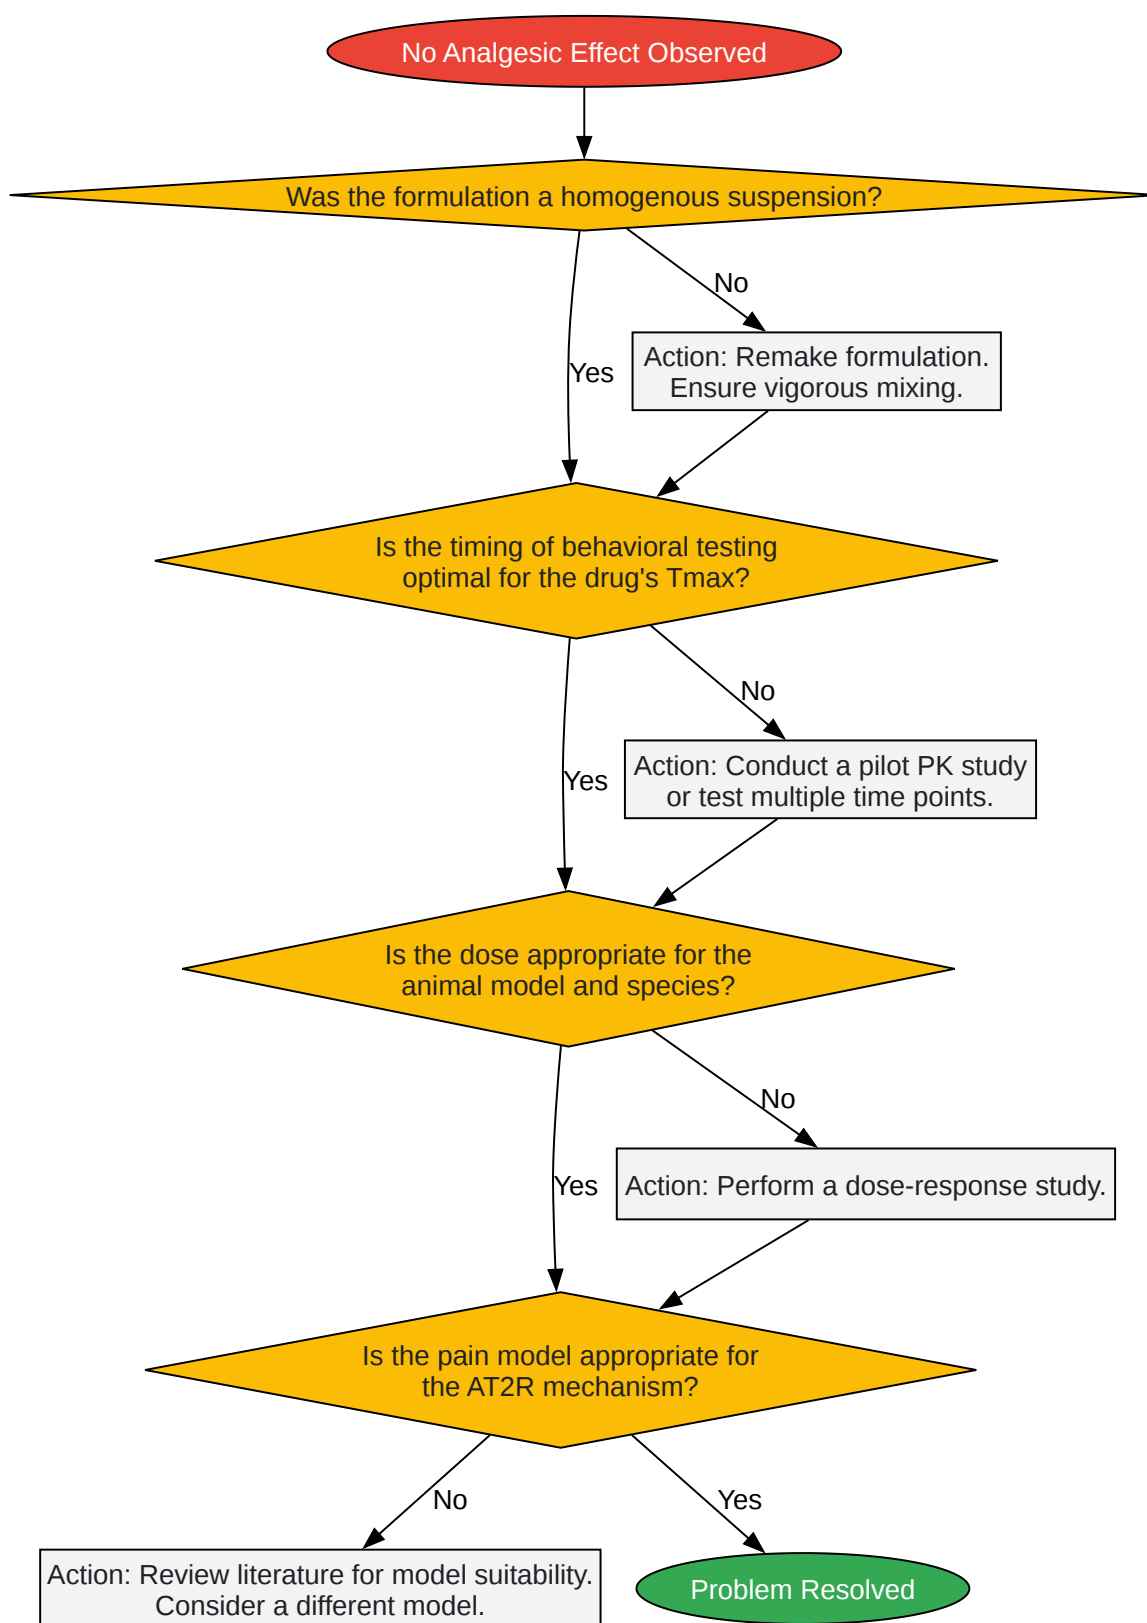 No Analgesic Effect Observed
Was the formulation a homogenous suspension?
No
Action: Remake formulation.
Ensure vigorous mixing.
Yes
Is the timing of behavioral testing
optimal for the drug's Tmax?
No
Action: Conduct a pilot PK study
or test multiple time points.
Yes
Is the dose appropriate for the
animal model and species?
No
Action: Perform a dose-response study.
Yes
Is the pain model appropriate for
the AT2R mechanism?
No
Yes
Action: Review literature for model suitability.
Consider a different model.
Problem Resolved